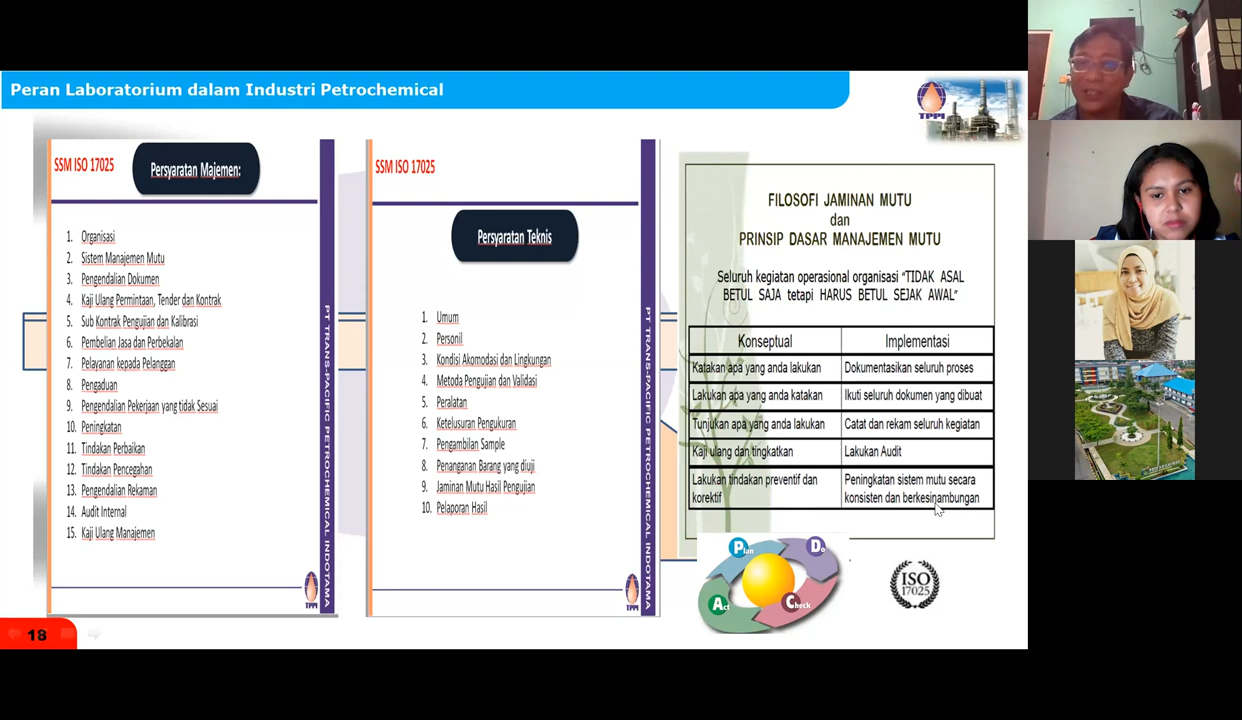 Peran Laboratorium dalam Industri Petrochemical
TPPI
SSM ISO 17025
Persyaratan Majemen:
1. Organisasi
2. Sistem Manajemen Mutu
3. Pengendalian Dokumen
4. Kaji Ulang Permintaan, Tender dan Kontrak
5. Sub Kontrak Pengujian dan Kalibrasi
6. Pembelian Jasa dan Perbekalan
7. Pelayanan kepada Pelanggan
8. Pengaduan
9. Pengendalian Pekerjaan yang tidak Sesuai
10. Peningkatan
11. Tindakan Perbaikan
12. Tindakan Pencegahan
13. Pengendalian Rekaman
14. Audit Internal
15. Kaji Ulang Manajemen
PT TRANS-PACIFIC PETROCHEMICAL INDOTAMA
TPPI
SSM ISO 17025
Persyaratan Teknis
1. Umum
2. Personil
3. Kondisi Akomodasi dan Lingkungan
4. Metoda Pengujian dan Validasi
5. Peralatan
6. Ketelusuran Pengukuran
7. Pengambilan Sample
8. Penanganan Barang yang diuji
9. Jaminan Mutu Hasil Pengujian
10. Pelaporan Hasil
PT TRANS-PACIFIC PETROCHEMICAL INDOTAMA
TPPI
FILOSOFI JAMINAN MUTU
dan
PRINSIP DASAR MANAJEMEN MUTU
Seluruh kegiatan operasional organisasi “TIDAK ASAL
BETUL SAJA tetapi HARUS BETUL SEJAK AWAL”
Konseptual Implementasi
Katakan apa yang anda lakukan Dokumentasikan seluruh proses
Lakukan apa yang anda katakan Ikuti seluruh dokumen yang dibuat
Tunjukan apa yang anda lakukan Catat dan rekam seluruh kegiatan
Kaji ulang dan tingkatkan Lakukan Audit
Lakukan tindakan preventif dan Peningkatan sistem mutu secara
korektif konsisten dan berkesinambungan
Plan
Do
Act
Check
ISO
17025
18